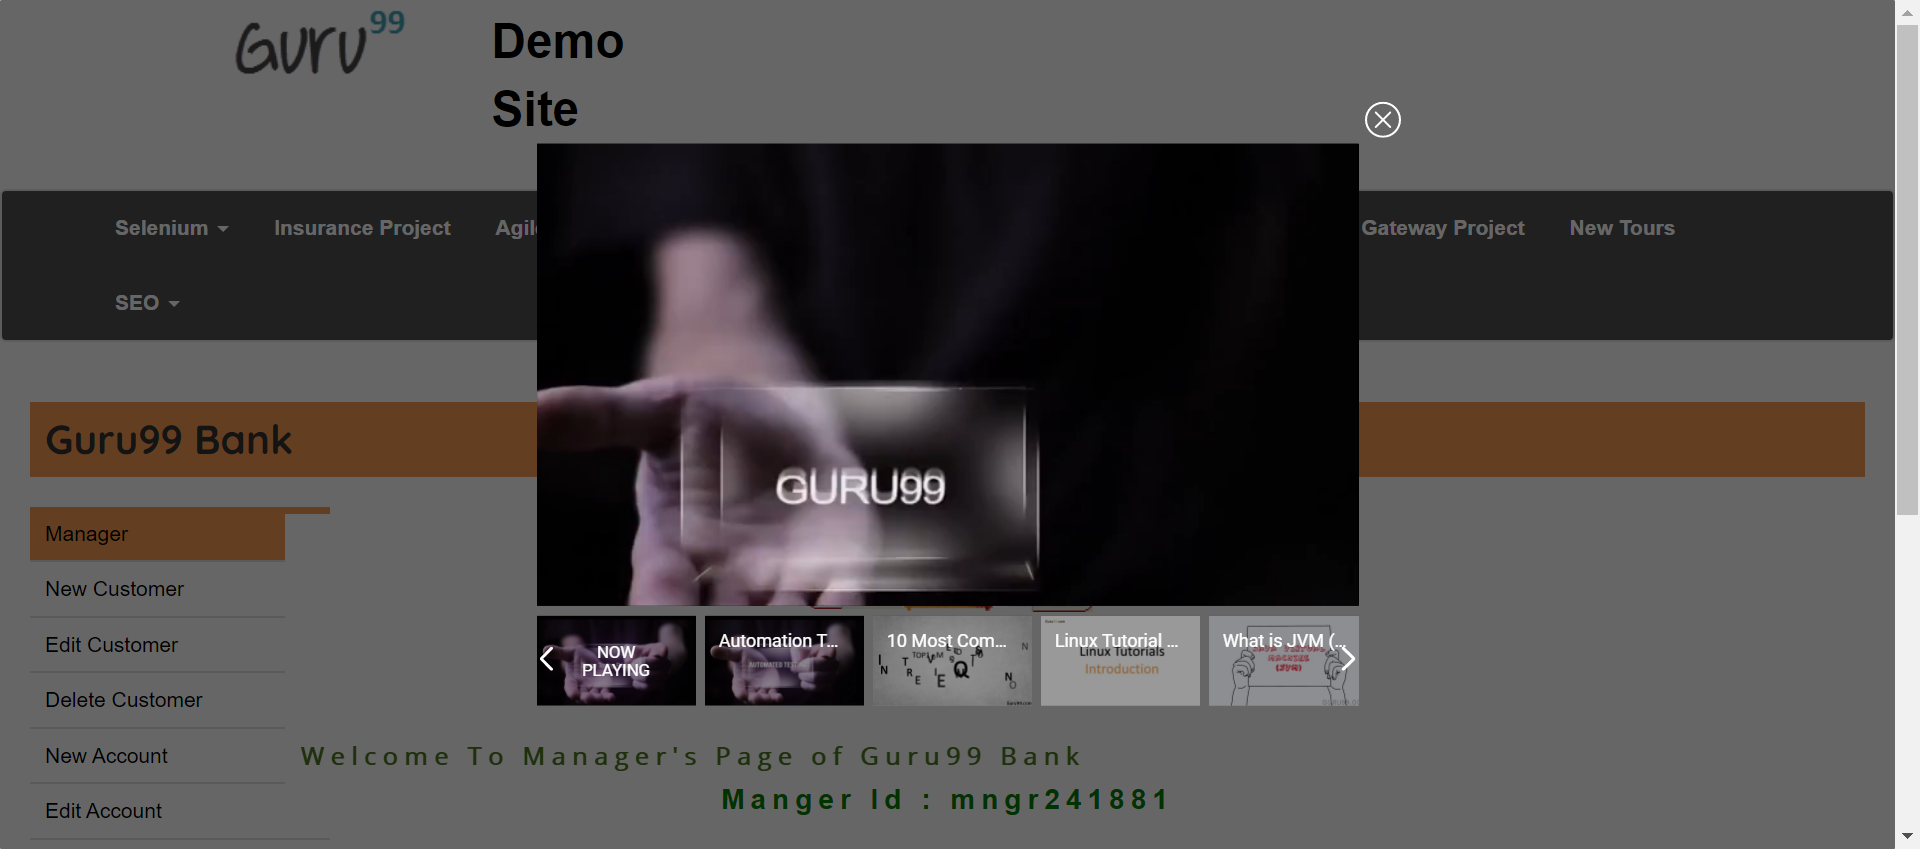 Guru99
Demo
Site
Selenium
Insurance Project
Agil
Gateway Project
New Tours
SEO
Guru99 Bank
GURU99
Manager
New Customer
Edit Customer
Delete Customer
New Account
Edit Account
NOW
PLAYING
Automation T...
AUTOMATED TEST
10 Most Com...
Linux Tutorial ...
Linux Tutorials
Introduction
What is JVM (...
Welcome To Manager's Page of Guru99 Bank
Manger Id : mngr241881